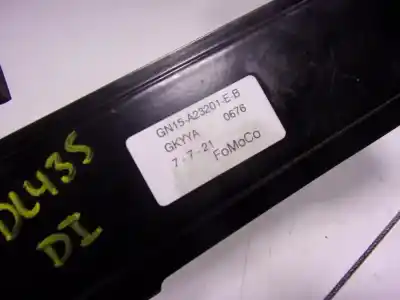 GN15-A23201-E-B
GKYYA 0676
7-7-21 FoMoCo
DL435
DI